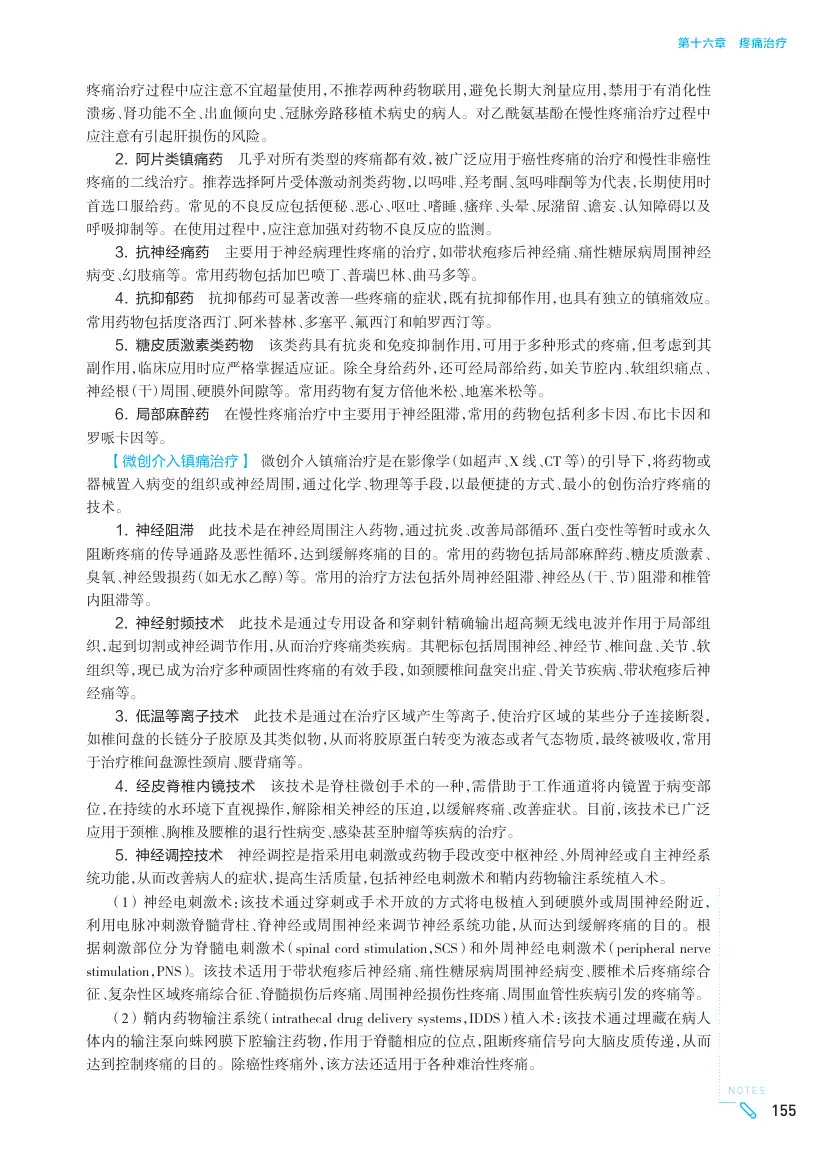 第十六章　疼痛治疗
疼痛治疗过程中应注意不宜超量使用，不推荐两种药物联用，避免长期大剂量应用，禁用于有消化性
溃疡、肾功能不全、出血倾向史、冠脉旁路移植术病史的病人。对乙酰氨基酚在慢性疼痛治疗过程中
应注意有引起肝损伤的风险。
2. 阿片类镇痛药　几乎对所有类型的疼痛都有效，被广泛应用于癌性疼痛的治疗和慢性非癌性
疼痛的二线治疗。推荐选择阿片受体激动剂类药物，以吗啡、羟考酮、氢吗啡酮等为代表，长期使用时
首选口服给药。常见的不良反应包括便秘、恶心、呕吐、嗜睡、瘙痒、头晕、尿潴留、谵妄、认知障碍以及
呼吸抑制等。在使用过程中，应注意加强对药物不良反应的监测。
3. 抗神经痛药　主要用于神经病理性疼痛的治疗，如带状疱疹后神经痛、痛性糖尿病周围神经
病变、幻肢痛等。常用药物包括加巴喷丁、普瑞巴林、曲马多等。
4. 抗抑郁药　抗抑郁药可显著改善一些疼痛的症状，既有抗抑郁作用，也具有独立的镇痛效应。
常用药物包括度洛西汀、阿米替林、多塞平、氟西汀和帕罗西汀等。
5. 糖皮质激素类药物　该类药具有抗炎和免疫抑制作用，可用于多种形式的疼痛，但考虑到其
副作用，临床应用时应严格掌握适应证。除全身给药外，还可经局部给药，如关节腔内、软组织痛点、
神经根（干）周围、硬膜外间隙等。常用药物有复方倍他米松、地塞米松等。
6. 局部麻醉药　在慢性疼痛治疗中主要用于神经阻滞，常用的药物包括利多卡因、布比卡因和
罗哌卡因等。
【微创介入镇痛治疗】　微创介入镇痛治疗是在影像学（如超声、X 线、CT 等）的引导下，将药物或
器械置入病变的组织或神经周围，通过化学、物理等手段，以最便捷的方式、最小的创伤治疗疼痛的
技术。
1. 神经阻滞　此技术是在神经周围注入药物，通过抗炎、改善局部循环、蛋白变性等暂时或永久
阻断疼痛的传导通路及恶性循环，达到缓解疼痛的目的。常用的药物包括局部麻醉药、糖皮质激素、
臭氧、神经毁损药（如无水乙醇）等。常用的治疗方法包括外周神经阻滞、神经丛（干、节）阻滞和椎管
内阻滞等。
2. 神经射频技术　此技术是通过专用设备和穿刺针精确输出超高频无线电波并作用于局部组
织，起到切割或神经调节作用，从而治疗疼痛类疾病。其靶标包括周围神经、神经节、椎间盘、关节、软
组织等，现已成为治疗多种顽固性疼痛的有效手段，如颈腰椎间盘突出症、骨关节疾病、带状疱疹后神
经痛等。
3. 低温等离子技术　此技术是通过在治疗区域产生等离子，使治疗区域的某些分子连接断裂，
如椎间盘的长链分子胶原及其类似物，从而将胶原蛋白转变为液态或者气态物质，最终被吸收，常用
于治疗椎间盘源性颈肩、腰背痛等。
4. 经皮脊椎内镜技术　该技术是脊柱微创手术的一种，需借助于工作通道将内镜置于病变部
位，在持续的水环境下直视操作，解除相关神经的压迫，以缓解疼痛、改善症状。目前，该技术已广泛
应用于颈椎、胸椎及腰椎的退行性病变、感染甚至肿瘤等疾病的治疗。
5. 神经调控技术　神经调控是指采用电刺激或药物手段改变中枢神经、外周神经或自主神经系
统功能，从而改善病人的症状，提高生活质量，包括神经电刺激术和鞘内药物输注系统植入术。
（1）神经电刺激术：该技术通过穿刺或手术开放的方式将电极植入到硬膜外或周围神经附近，
利用电脉冲刺激脊髓背柱、脊神经或周围神经来调节神经系统功能，从而达到缓解疼痛的目的。根
据刺激部位分为脊髓电刺激术（spinal cord stimulation，SCS）和外周神经电刺激术（peripheral nerve
stimulation，PNS）。该技术适用于带状疱疹后神经痛、痛性糖尿病周围神经病变、腰椎术后疼痛综合
征、复杂性区域疼痛综合征、脊髓损伤后疼痛、周围神经损伤性疼痛、周围血管性疾病引发的疼痛等。
（2）鞘内药物输注系统（intrathecal drug delivery systems，IDDS）植入术：该技术通过埋藏在病人
体内的输注泵向蛛网膜下腔输注药物，作用于脊髓相应的位点，阻断疼痛信号向大脑皮质传递，从而
达到控制疼痛的目的。除癌性疼痛外，该方法还适用于各种难治性疼痛。
NOTES
155